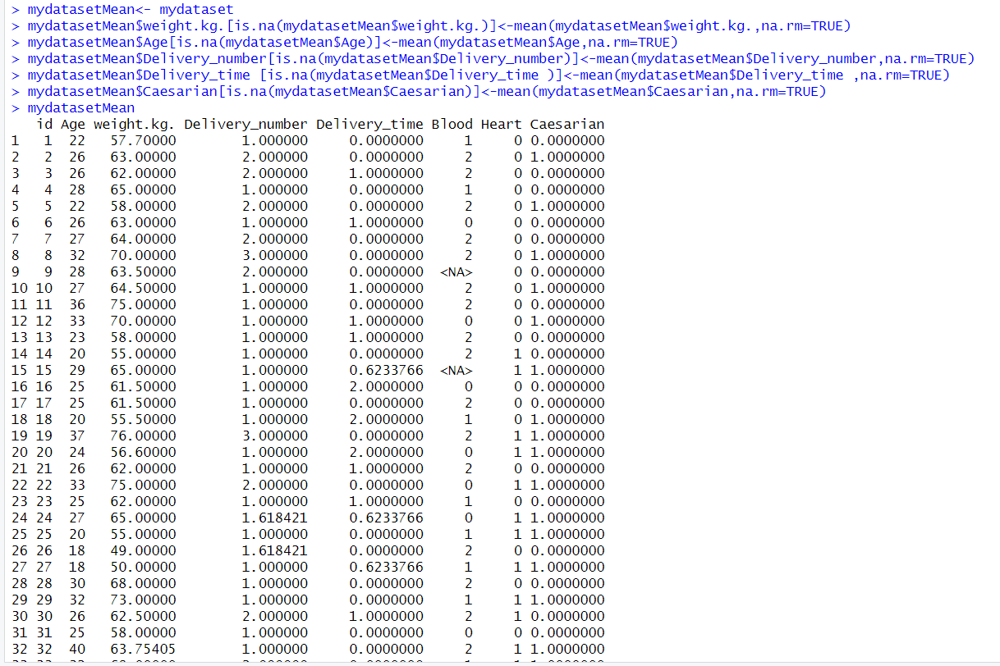 > mydatasetMean<- mydataset
> mydatasetMean$weight.kg.[is.na(mydatasetMean$weight.kg.)]<-mean(mydatasetMean$weight.kg.,na.rm=TRUE)
> mydatasetMean$Age[is.na(mydatasetMean$Age)]<-mean(mydatasetMean$Age,na.rm=TRUE)
> mydatasetMean$Delivery_number[is.na(mydatasetMean$Delivery_number)]<-mean(mydatasetMean$Delivery_number,na.rm=TRUE)
> mydatasetMean$Delivery_time [is.na(mydatasetMean$Delivery_time )]<-mean(mydatasetMean$Delivery_time ,na.rm=TRUE)
> mydatasetMean$Caesarian[is.na(mydatasetMean$Caesarian)]<-mean(mydatasetMean$Caesarian,na.rm=TRUE)
> mydatasetMean
id Age weight.kg. Delivery_number Delivery_time Blood Heart Caesarian
1 1 22 57.70000 1.000000 0.0000000 1 0 0.0000000
2 2 26 63.00000 2.000000 0.0000000 2 0 1.0000000
3 3 26 62.00000 2.000000 1.0000000 2 0 0.0000000
4 4 28 65.00000 1.000000 0.0000000 1 0 0.0000000
5 5 22 58.00000 2.000000 0.0000000 2 0 1.0000000
6 6 26 63.00000 1.000000 1.0000000 0 0 0.0000000
7 7 27 64.00000 2.000000 0.0000000 2 0 0.0000000
8 8 32 70.00000 3.000000 0.0000000 2 0 1.0000000
9 9 28 63.50000 2.000000 0.0000000 <NA> 0 0.0000000
10 10 27 64.50000 1.000000 1.0000000 2 0 1.0000000
11 11 36 75.00000 1.000000 0.0000000 2 0 0.0000000
12 12 33 70.00000 1.000000 1.0000000 0 0 1.0000000
13 13 23 58.00000 1.000000 1.0000000 2 0 0.0000000
14 14 20 55.00000 1.000000 0.0000000 2 1 0.0000000
15 15 29 65.00000 1.000000 0.6233766 <NA> 1 1.0000000
16 16 25 61.50000 1.000000 2.0000000 0 0 0.0000000
17 17 25 61.50000 1.000000 0.0000000 2 0 0.0000000
18 18 20 55.50000 1.000000 2.0000000 1 0 1.0000000
19 19 37 76.00000 3.000000 0.0000000 2 1 1.0000000
20 20 24 56.60000 1.000000 2.0000000 0 1 1.0000000
21 21 26 62.00000 1.000000 1.0000000 2 0 0.0000000
22 22 33 75.00000 2.000000 0.0000000 0 1 1.0000000
23 23 25 62.00000 1.000000 1.0000000 1 0 0.0000000
24 24 27 65.00000 1.618421 0.6233766 0 1 1.0000000
25 25 20 55.00000 1.000000 0.0000000 1 1 1.0000000
26 26 18 49.00000 1.618421 0.0000000 2 0 0.0000000
27 27 18 50.00000 1.000000 0.6233766 1 1 1.0000000
28 28 30 68.00000 1.000000 0.0000000 2 0 0.0000000
29 29 32 73.00000 1.000000 0.0000000 1 1 1.0000000
30 30 26 62.50000 2.000000 1.0000000 2 1 0.0000000
31 31 25 58.00000 1.000000 0.0000000 0 0 0.0000000
32 32 40 63.75405 1.000000 0.0000000 2 1 1.0000000